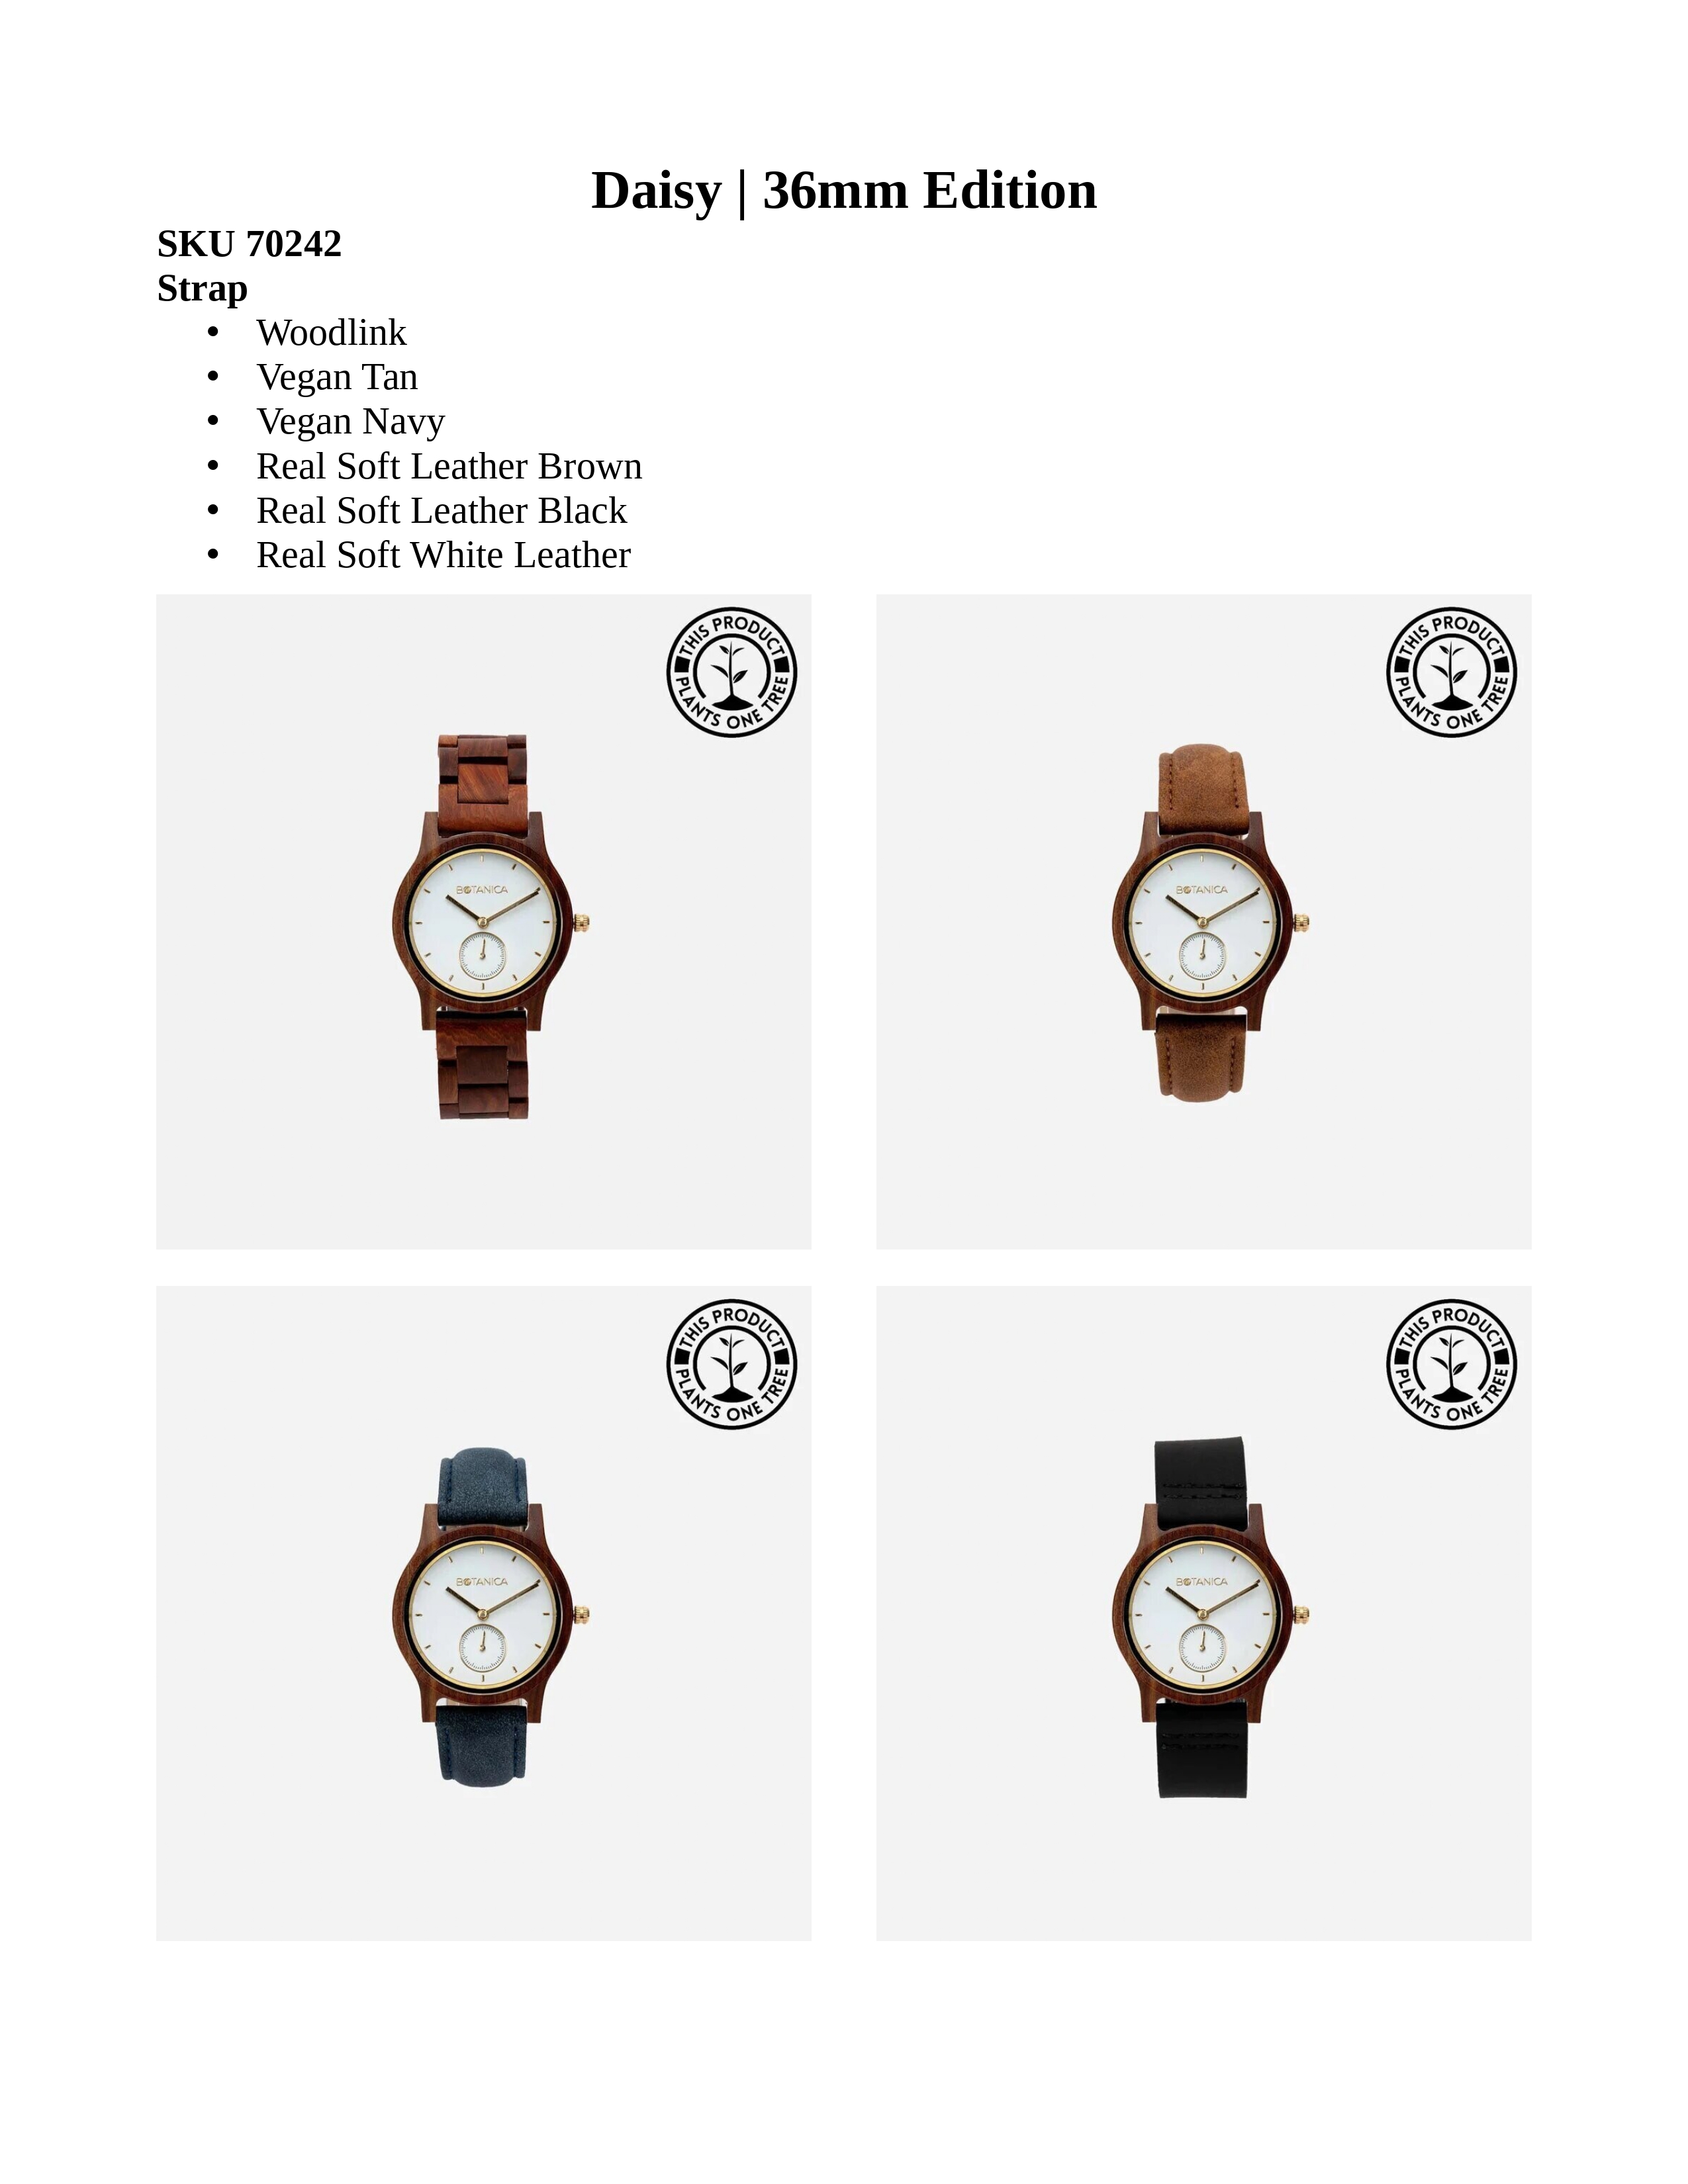 Daisy | 36mm Edition
SKU 70242
Strap
• Woodlink
• Vegan Tan
• Vegan Navy
• Real Soft Leather Brown
• Real Soft Leather Black
• Real Soft White Leather
THIS PRODUCT
PLANTS ONE TREE
BOTANICA
THIS PRODUCT
PLANTS ONE TREE
BOTANICA
THIS PRODUCT
PLANTS ONE TREE
BOTANICA
THIS PRODUCT
PLANTS ONE TREE
BOTANICA